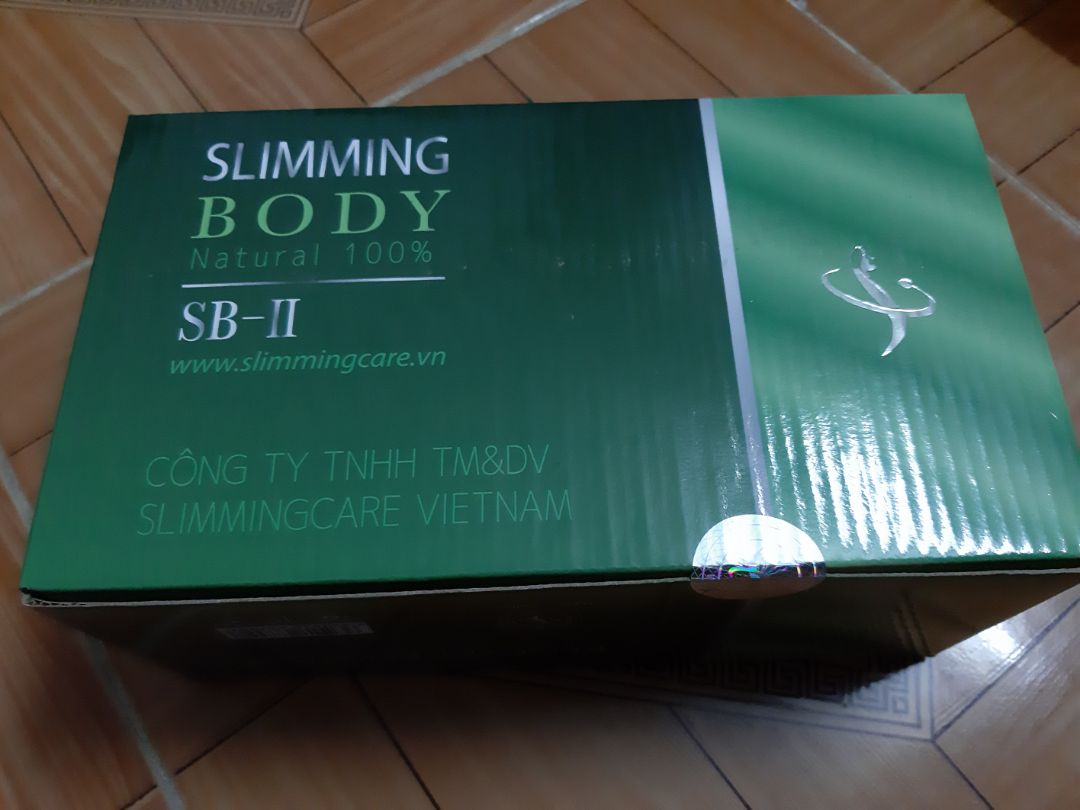 SLIMMING
BODY
Natural 100%
SB-II
www.slimmingcare.vn
CÔNG TY TNHH TM&DV
SLIMMINGCARE VIETNAM